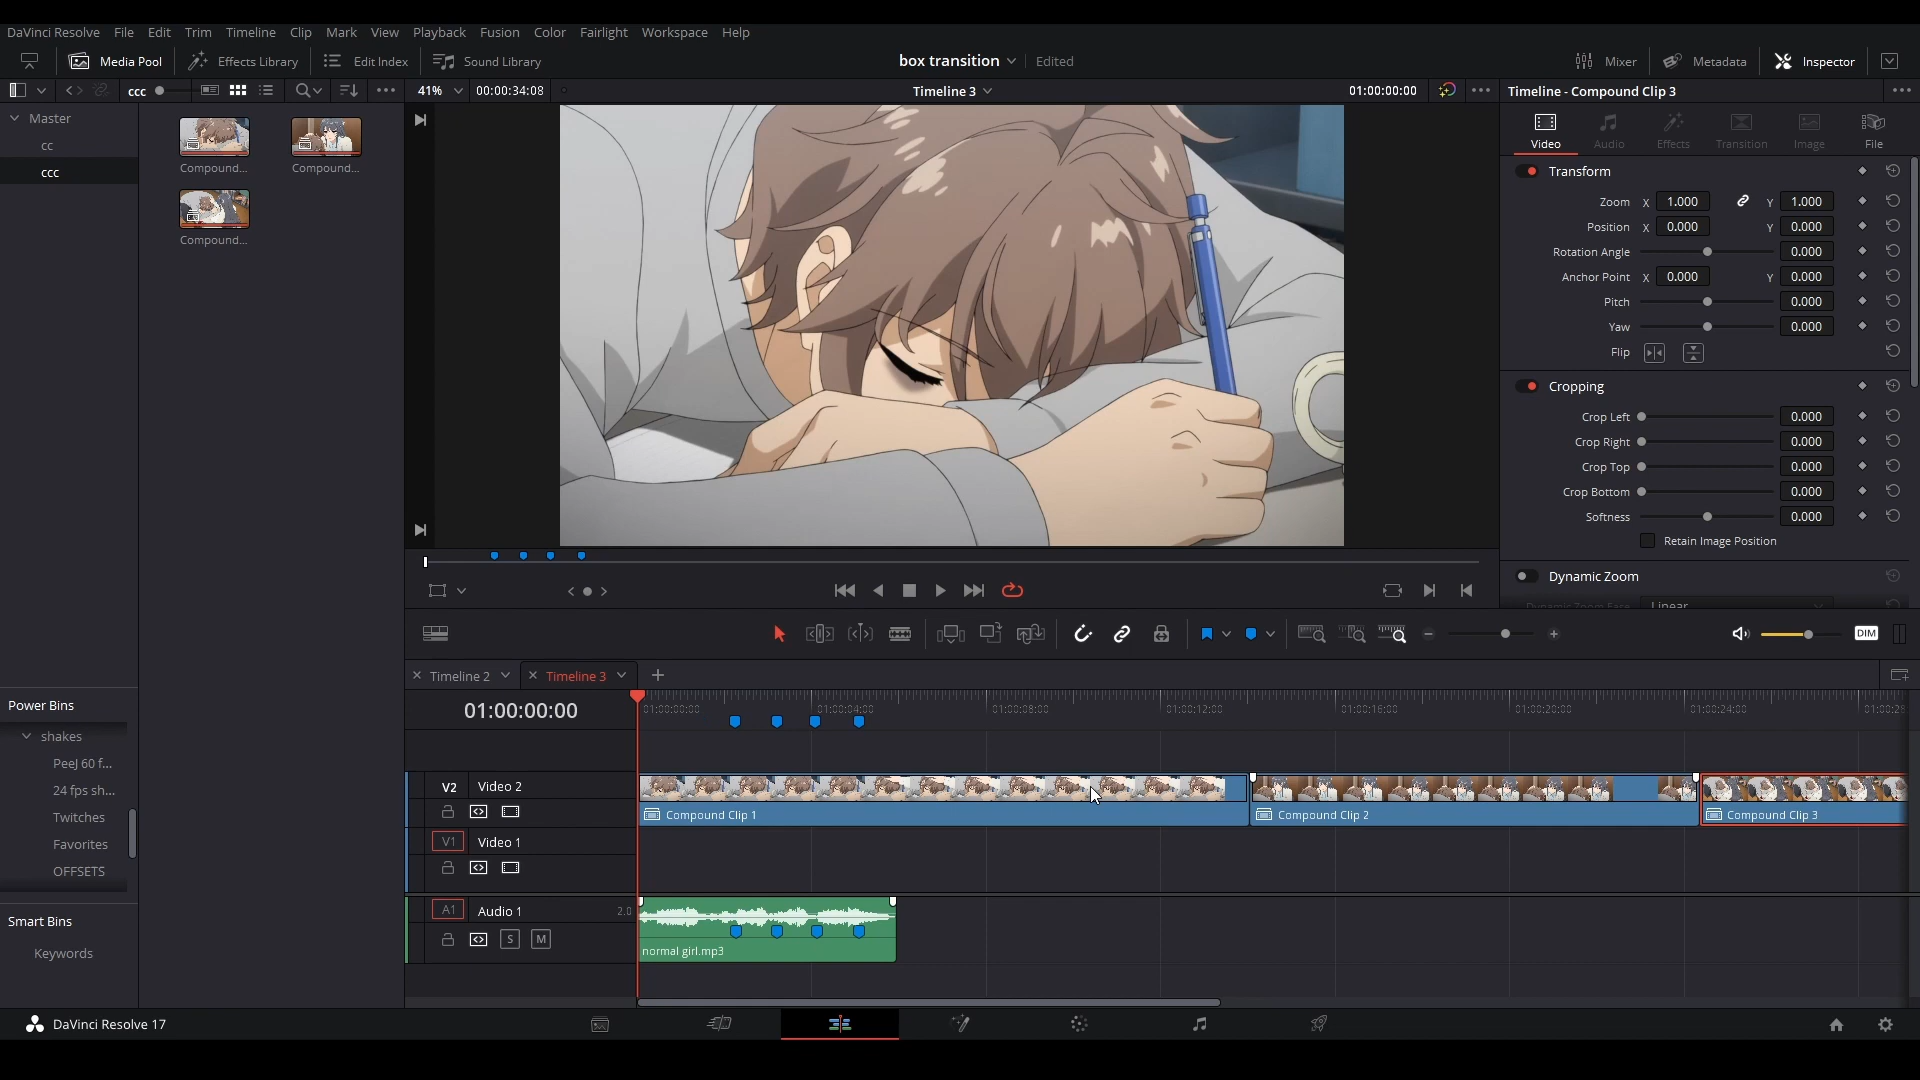 DaVinci Resolve File Edit Trim Timeline Clip Mark View Playback Fusion Color Fairlight Workspace Help
Media Pool Effects Library Edit Index Sound Library box transition Edited Mixer Metadata Inspector
ccc 41% 00:00:34:08 Timeline 3 01:00:00:00 Timeline - Compound Clip 3
Master
cc
ccc
Compound... Compound...
Compound...
Video Audio Effects Transition Image File
Transform
Zoom X 1.000 Y 1.000
Position X 0.000 Y 0.000
Rotation Angle 0.000
Anchor Point X 0.000 Y 0.000
Pitch 0.000
Yaw 0.000
Flip
Cropping
Crop Left 0.000
Crop Right 0.000
Crop Top 0.000
Crop Bottom 0.000
Softness 0.000
Retain Image Position
Dynamic Zoom
Dynamic Zoom Ease Linear
DIM
Timeline 2 Timeline 3
01:00:00:00
01:00:00:00 01:00:04:00 01:00:08:00 01:00:12:00 01:00:16:00 01:00:20:00 01:00:24:00
V2 Video 2
Compound Clip 1 Compound Clip 2 Compound Clip 3
V1 Video 1
A1 Audio 1 2.0
S M
normal girl.mp3
Power Bins
shakes
PeeJ 60 f...
24 fps sh...
Twitches
Favorites
OFFSETS
Smart Bins
Keywords
DaVinci Resolve 17